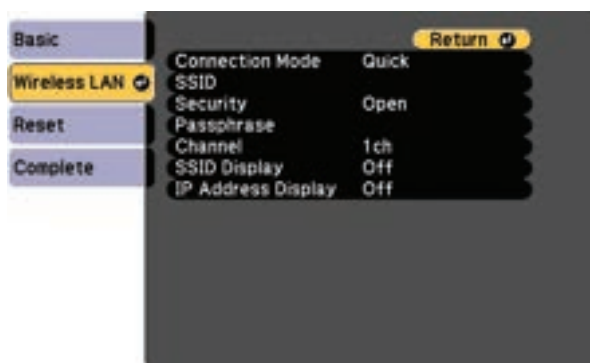 Basic
Wireless LAN
Reset
Complete
Return
Connection Mode Quick
SSID
Security Open
Passphrase
Channel 1ch
SSID Display Off
IP Address Display Off